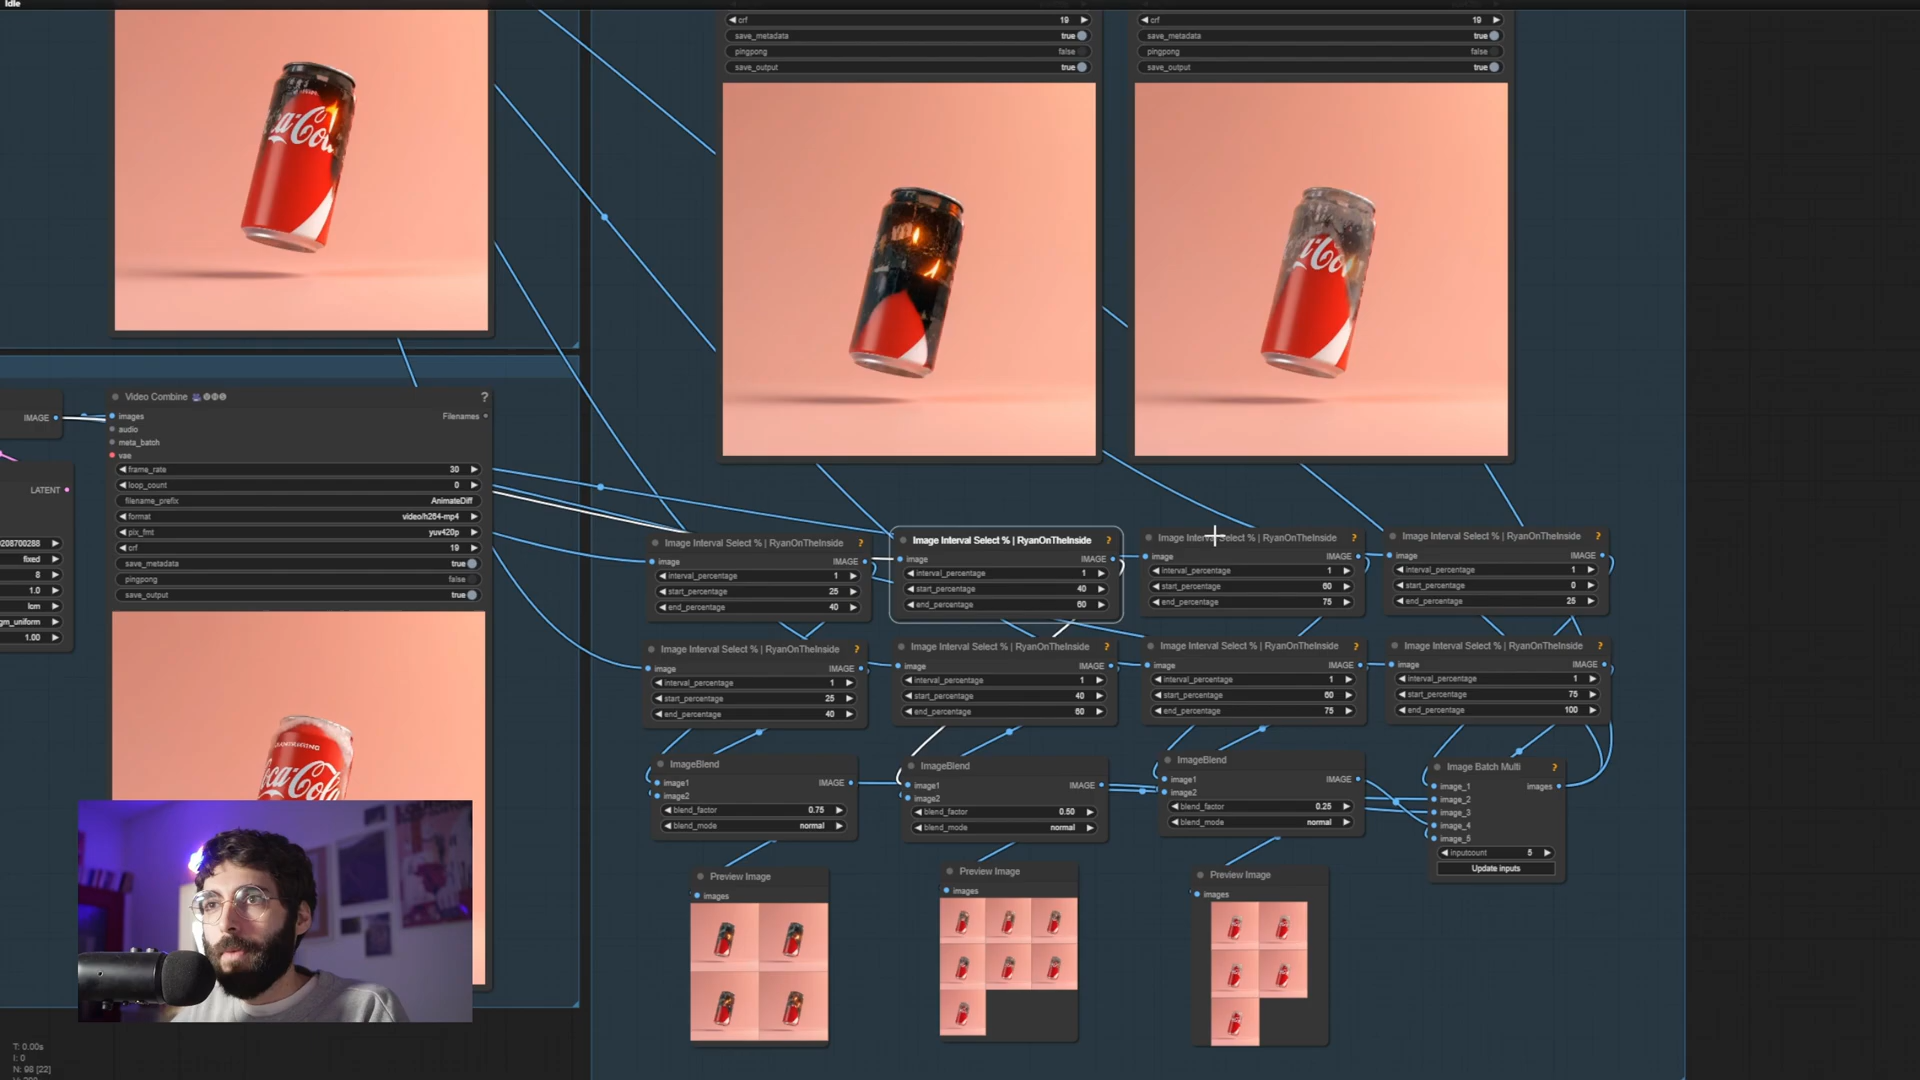 Idle
crf 19
save_metadata true
pingpong false
save_output true
crf 19
save_metadata true
pingpong false
save_output true
Video Combine
?
IMAGE
images
Filenames
audio
meta_batch
vae
frame_rate 30
loop_count 0
filename_prefix AnimateDiff
format video/h264-mp4
pix_fmt yuv420p
crf 19
save_metadata true
pingpong false
save_output true
LATENT
0208700288
fixed
8
1.0
lcm
gm_uniform
1.00
Image Interval Select % | RyanOnTheInside ?
image IMAGE
interval_percentage 1
start_percentage 25
end_percentage 40
Image Interval Select % | RyanOnTheInside ?
image IMAGE
interval_percentage 1
start_percentage 40
end_percentage 60
Image Interval Select % | RyanOnTheInside ?
image IMAGE
interval_percentage 1
start_percentage 60
end_percentage 75
Image Interval Select % | RyanOnTheInside ?
image IMAGE
interval_percentage 1
start_percentage 0
end_percentage 25
Image Interval Select % | RyanOnTheInside ?
image IMAGE
interval_percentage 1
start_percentage 25
end_percentage 40
Image Interval Select % | RyanOnTheInside ?
image IMAGE
interval_percentage 1
start_percentage 40
end_percentage 60
Image Interval Select % | RyanOnTheInside ?
image IMAGE
interval_percentage 1
start_percentage 60
end_percentage 75
Image Interval Select % | RyanOnTheInside ?
image IMAGE
interval_percentage 1
start_percentage 75
end_percentage 100
ImageBlend
image1 IMAGE
image2
blend_factor 0.75
blend_mode normal
ImageBlend
image1 IMAGE
image2
blend_factor 0.50
blend_mode normal
ImageBlend
image1 IMAGE
image2
blend_factor 0.25
blend_mode normal
Image Batch Multi ?
image_1 images
image_2
image_3
image_4
image_5
inputcount 5
Update inputs
Preview Image
images
Preview Image
images
Preview Image
images
T: 0.00s
I: 0
N: 98 [22]